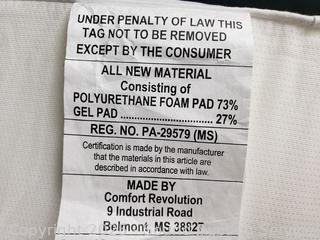 UNDER PENALTY OF LAW THIS
TAG NOT TO BE REMOVED
EXCEPT BY THE CONSUMER
ALL NEW MATERIAL
Consisting of
POLYURETHANE FOAM PAD 73%
GEL PAD ................................ 27%
REG. NO. PA-29579 (MS)
Certification is made by the manufacturer
that the materials in this article are
described in accordance with law.
MADE BY
Comfort Revolution
9 Industrial Road
Belmont, MS 38827